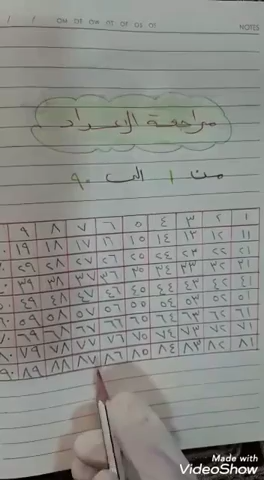 NOTES
مراجعة الاعداد
من ١ الى ٩٠
١ ٢ ٣ ٤ ٥ ٦ ٧ ٨ ٩
١١ ١٢ ١٣ ١٤ ١٥ ١٦ ١٧ ١٨ ١٩
٢١ ٢٢ ٢٣ ٢٤ ٢٥ ٢٦ ٢٧ ٢٨ ٢٩
٣١ ٣٢ ٣٣ ٣٤ ٣٥ ٣٦ ٣٧ ٣٨ ٣٩
٤١ ٤٢ ٤٣ ٤٤ ٤٥ ٤٦ ٤٧ ٤٨ ٤٩
٥١ ٥٢ ٥٣ ٥٤ ٥٥ ٥٦ ٥٧ ٥٨ ٥٩
٦١ ٦٢ ٦٣ ٦٤ ٦٥ ٦٦ ٦٧ ٦٨ ٦٩
٧١ ٧٢ ٧٣ ٧٤ ٧٥ ٧٦ ٧٧ ٧٨ ٧٩
٨١ ٨٢ ٨٣ ٨٤ ٨٥ ٨٦ ٨٧ ٨٨ ٨٩ ٩٠
Made with
VideoShow